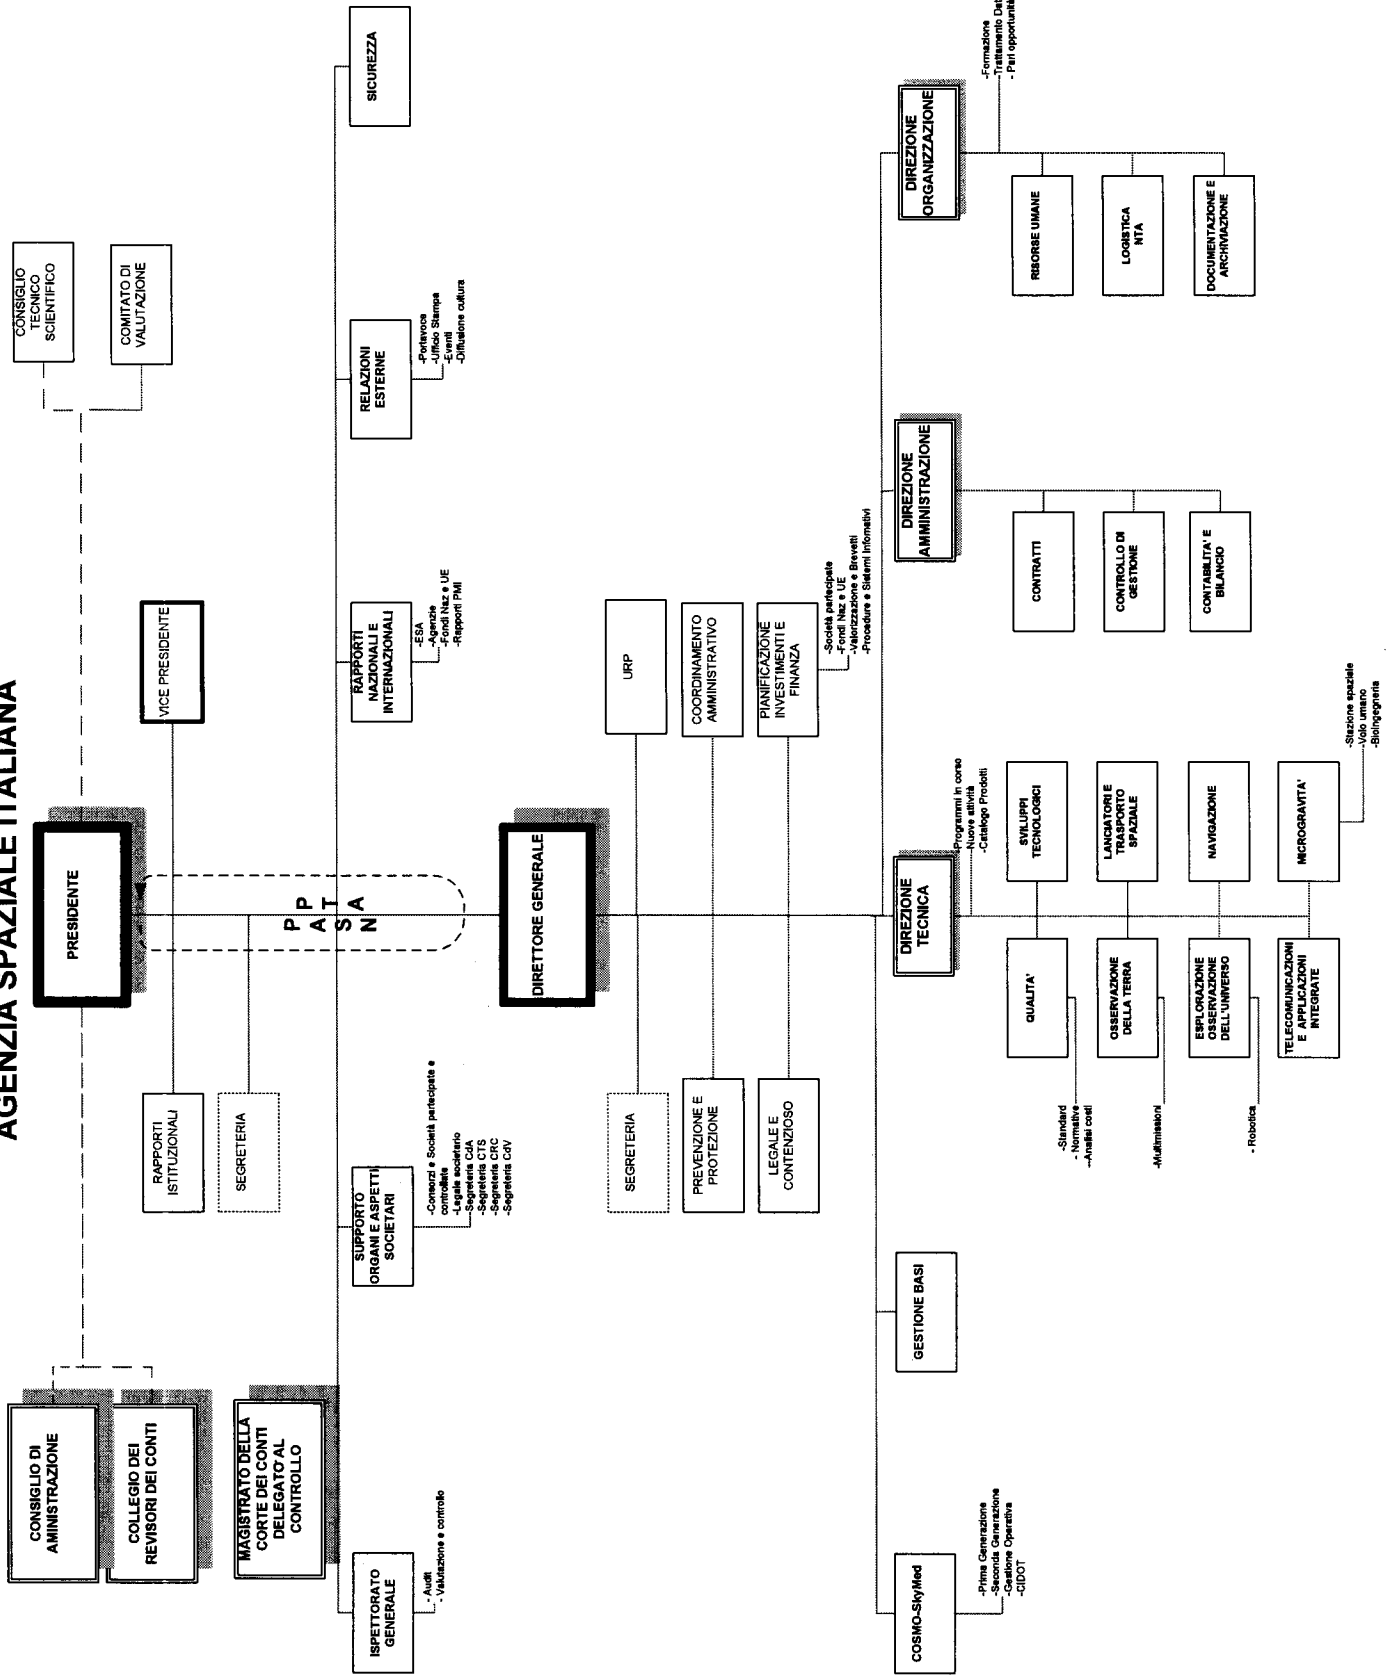 AGENZIA SPAZIALE ITALIANA
CONSIGLIO DI
AMINISTRAZIONE
COLLEGIO DEI
REVISORI DEI CONTI
MAGISTRATO DELLA
CORTE DEI CONTI
DELEGATO AL
CONTROLLO
PRESIDENTE
CONSIGLIO
TECNICO
SCIENTIFICO
COMITATO DI
VALUTAZIONE
VICE PRESIDENTE
RAPPORTI
ISTITUZIONALI
SEGRETERIA
P P
A T
S A
N
ISPETTORATO
GENERALE
- Audit
- Valutazione e controllo
SUPPORTO
ORGANI E ASPETTI
SOCIETARI
-Consorzi e Società partecipate e
controllate
-Legale societario
-Segreteria CdA
-Segreteria CTS
-Segreteria CRC
-Segreteria CdV
RAPPORTI
NAZIONALI E
INTERNAZIONALI
-ESA
-Agenzie
-Fondi Naz e UE
-Rapporti PMI
RELAZIONI
ESTERNE
-Portavoce
-Ufficio Stampa
-Eventi
-Diffusione cultura
SICUREZZA
DIRETTORE GENERALE
SEGRETERIA
URP
PREVENZIONE E
PROTEZIONE
COORDINAMENTO
AMMINISTRATIVO
LEGALE E
CONTENZIOSO
PIANIFICAZIONE
INVESTIMENTI E
FINANZA
-Società partecipate
-Fondi Naz e UE
-Valorizzazione e Brevetti
-Procedure e Sistemi Infomativi
COSMO-SkyMed
-Prima Generazione
-Seconda Generazione
-Gestione Operativa
-CIDOT
GESTIONE BASI
DIREZIONE
TECNICA
-Programmi in corso
-Nuove attività
-Catalogo Prodotti
QUALITA'
-Standard
- Normative
-Analisi costi
SVILUPPI
TECNOLOGICI
OSSERVAZIONE
DELLA TERRA
-Multimissioni
LANCIATORI E
TRASPORTO
SPAZIALE
ESPLORAZIONE
OSSERVAZIONE
DELL'UNIVERSO
- Robotica
NAVIGAZIONE
TELECOMUNICAZIONI
E APPLICAZIONI
INTEGRATE
MICROGRAVITA'
-Stazione spaziale
-Volo umano
-Bioingegneria
DIREZIONE
AMMINISTRAZIONE
CONTRATTI
CONTROLLO DI
GESTIONE
CONTABILITA' E
BILANCIO
DIREZIONE
ORGANIZZAZIONE
-Formazione
-Trattamento
- Pari opportunità
RISORSE UMANE
LOGISTICA
NTA
DOCUMENTAZIONE E
ARCHIVIAZIONE